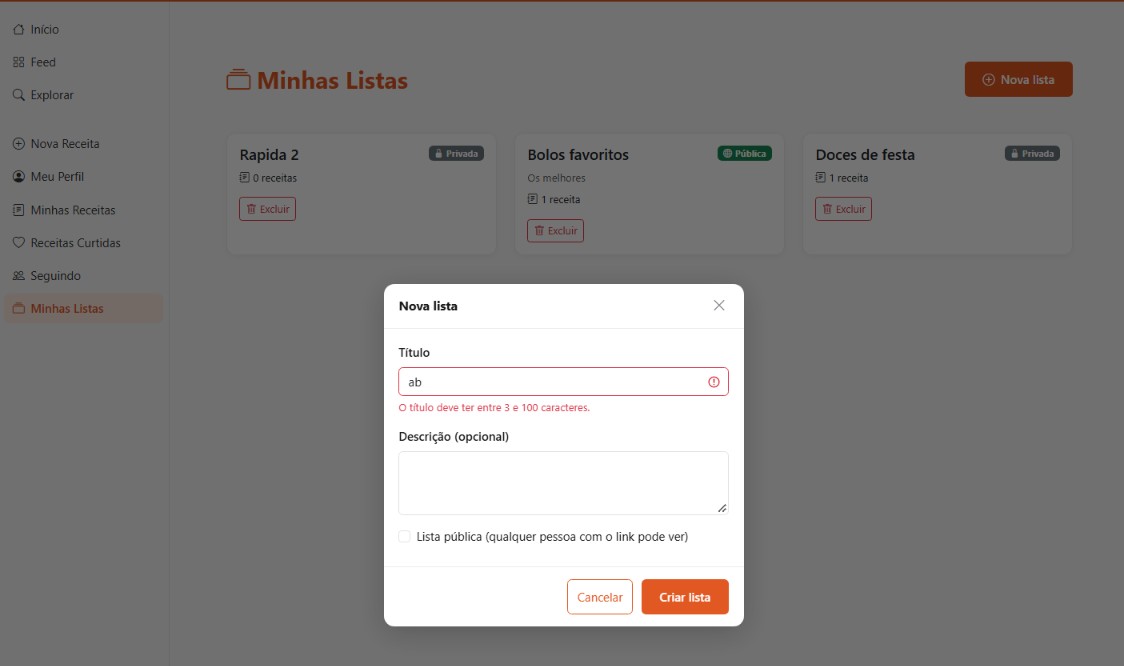 Início
Feed
Explorar
Nova Receita
Meu Perfil
Minhas Receitas
Receitas Curtidas
Seguindo
Minhas Listas
Minhas Listas
Nova lista
Rapida 2
Privada
0 receitas
Excluir
Bolos favoritos
Pública
Os melhores
1 receita
Excluir
Doces de festa
Privada
1 receita
Excluir
Nova lista
Título
ab
O título deve ter entre 3 e 100 caracteres.
Descrição (opcional)
Lista pública (qualquer pessoa com o link pode ver)
Cancelar
Criar lista